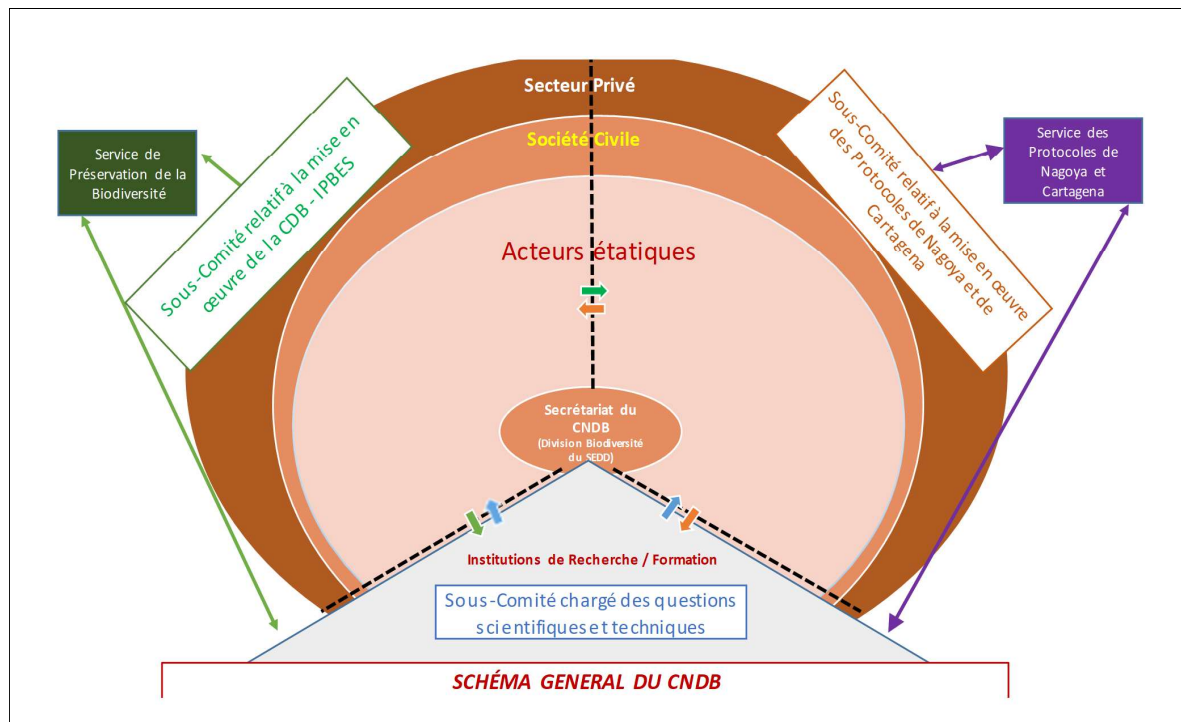 Secteur Privé
Société Civile
Service de
Préservation de la
Biodiversité
Sous-Comité relatif à la mise en
œuvre de la CDB - IPBES
Sous-Comité relatif à la mise en œuvre
des Protocoles de Nagoya et de
Cartagena
Service des
Protocoles de
Nagoya et
Cartagena
Acteurs étatiques
Secrétariat du
CNDB
(Division Biodiversité
du SEDD)
Institutions de Recherche / Formation
Sous-Comité chargé des questions
scientifiques et techniques
SCHÉMA GENERAL DU CNDB